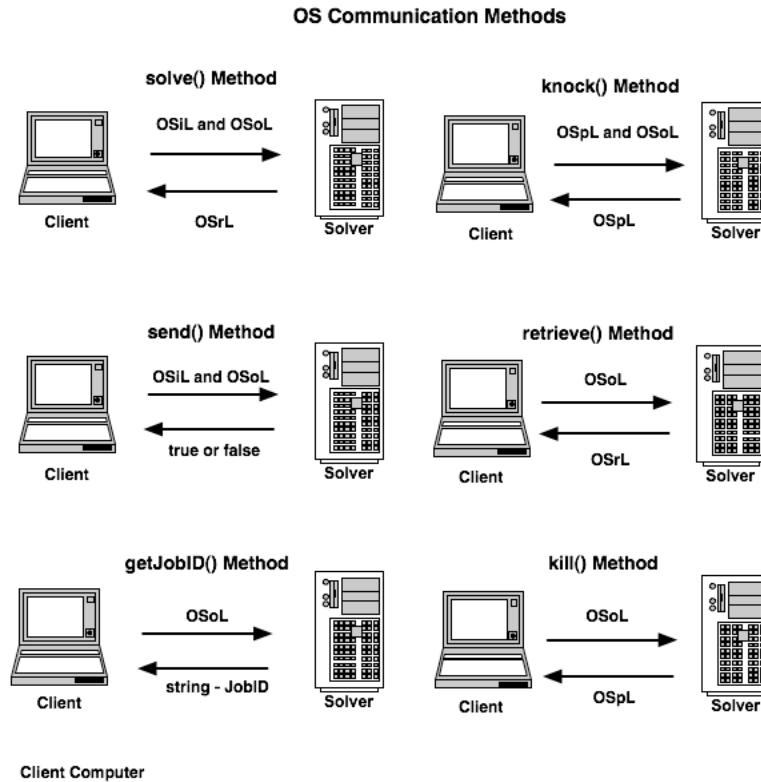 OS Communication Methods
solve() Method
OSiL and OSoL
OSrL
Client
Solver
knock() Method
OSpL and OSoL
OSpL
Client
Solver
send() Method
OSiL and OSoL
true or false
Client
Solver
retrieve() Method
OSoL
OSrL
Client
Solver
getJobID() Method
OSoL
string - JobID
Client
Solver
kill() Method
OSoL
OSpL
Client
Solver
Client Computer